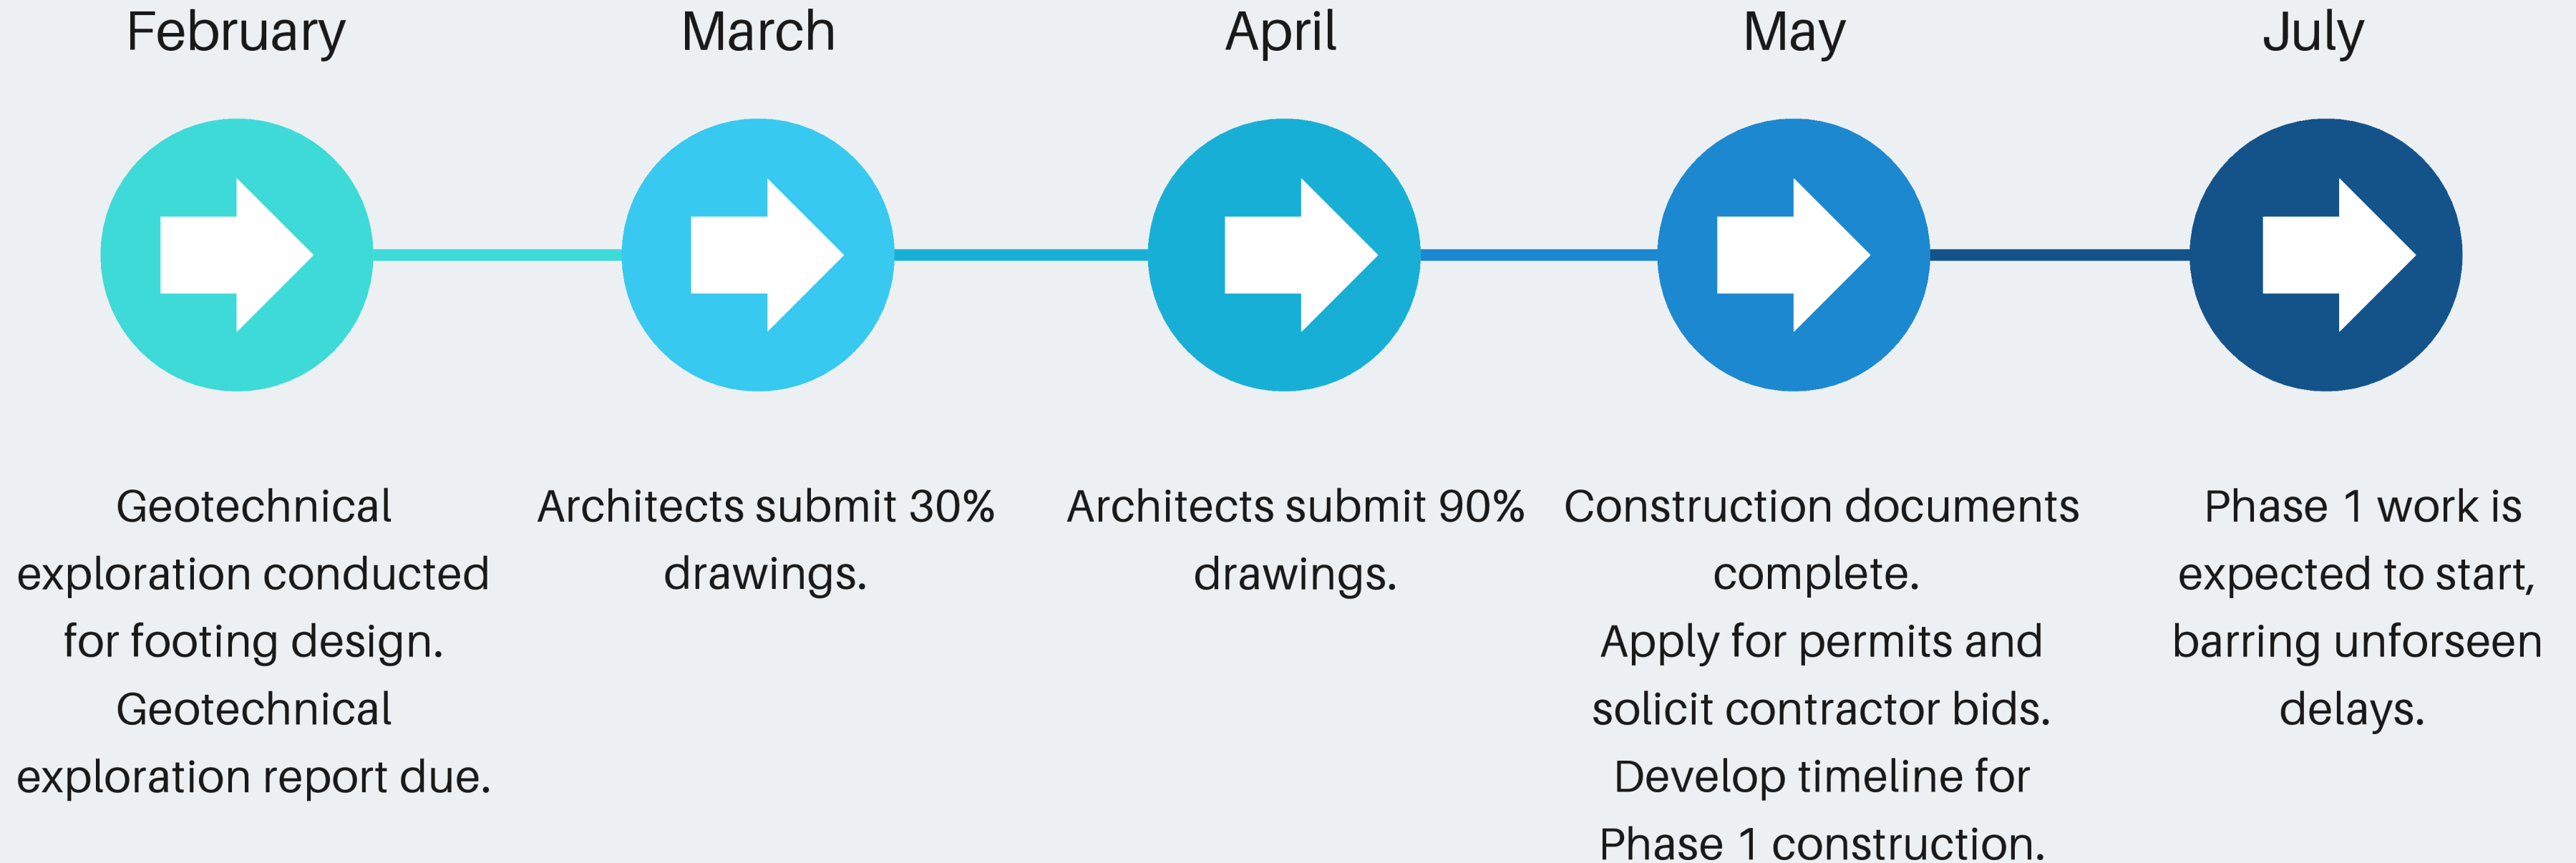 February
Geotechnical
exploration conducted
for footing design.
Geotechnical
exploration report due.
March
Architects submit 30%
drawings.
April
Architects submit 90%
drawings.
May
Construction documents
complete.
Apply for permits and
solicit contractor bids.
Develop timeline for
Phase 1 construction.
July
Phase 1 work is
expected to start,
barring unforseen
delays.